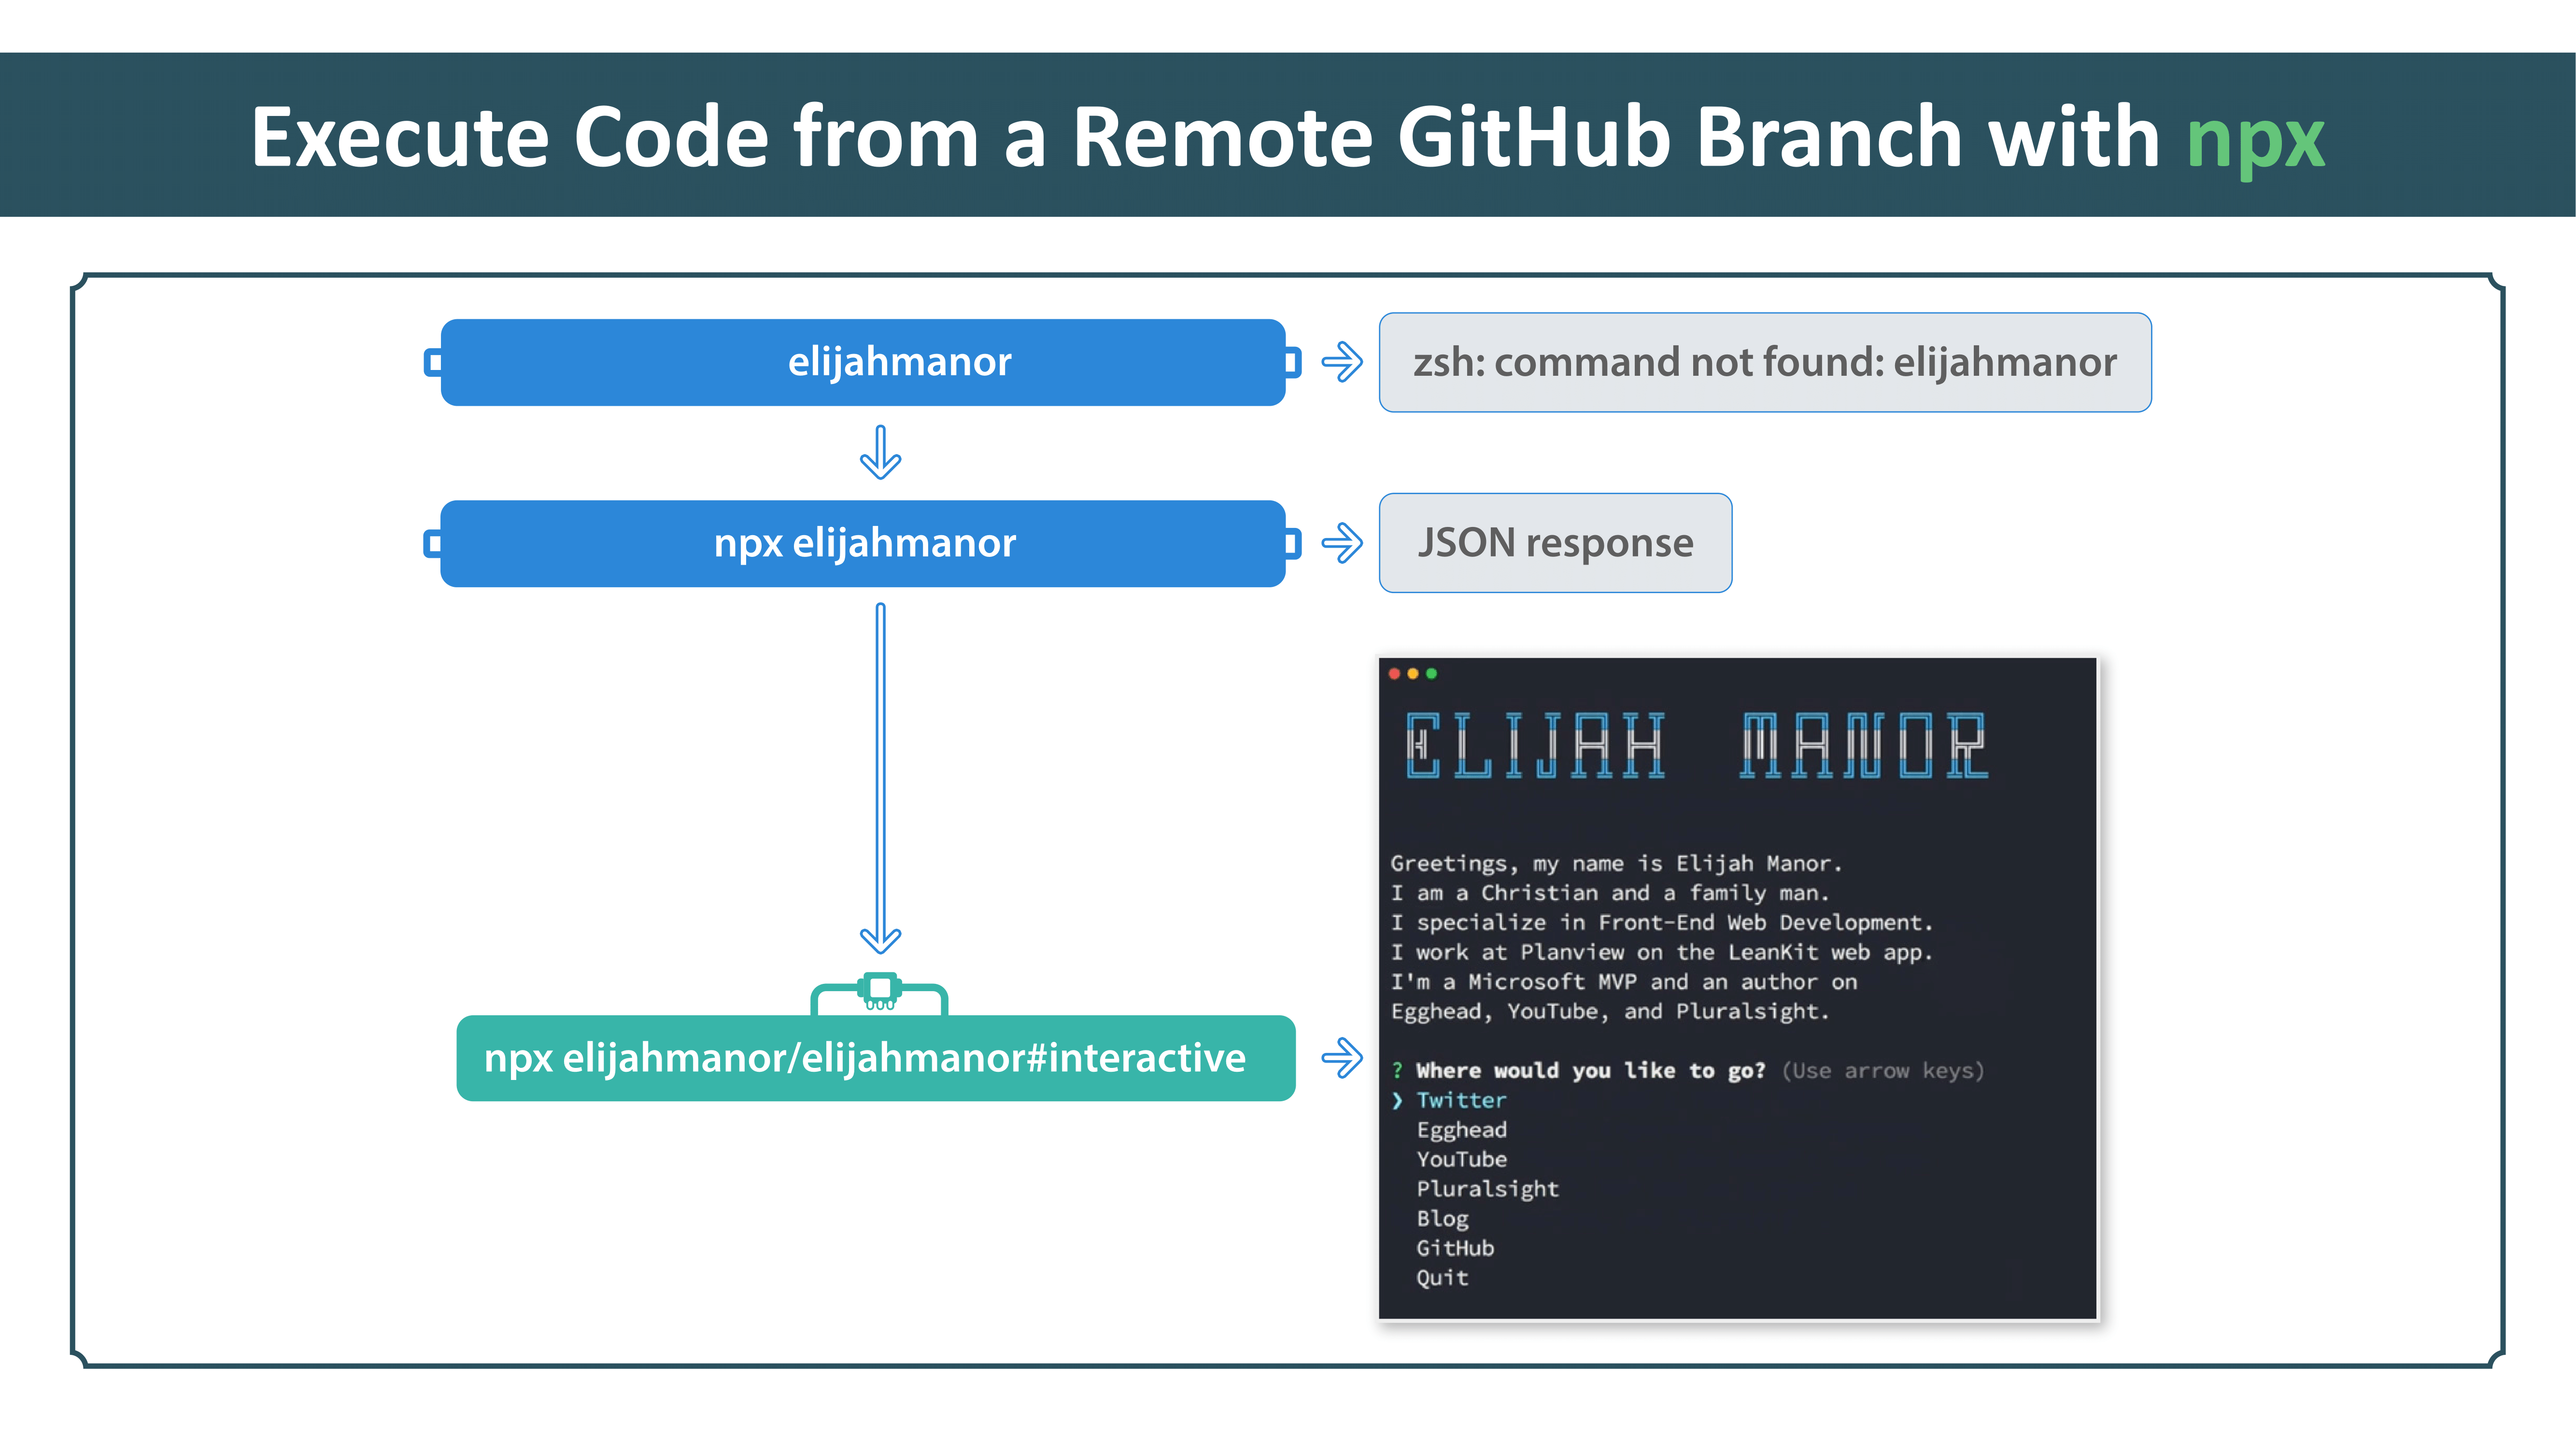 Execute Code from a Remote GitHub Branch with npx
elijahmanor
zsh: command not found: elijahmanor
npx elijahmanor
JSON response
npx elijahmanor/elijahmanor#interactive
ELIJAH MANOR
Greetings, my name is Elijah Manor.
I am a Christian and a family man.
I specialize in Front-End Web Development.
I work at Planview on the LeanKit web app.
I'm a Microsoft MVP and an author on
Egghead, YouTube, and Pluralsight.
? Where would you like to go? (Use arrow keys)
❯ Twitter
Egghead
YouTube
Pluralsight
Blog
GitHub
Quit